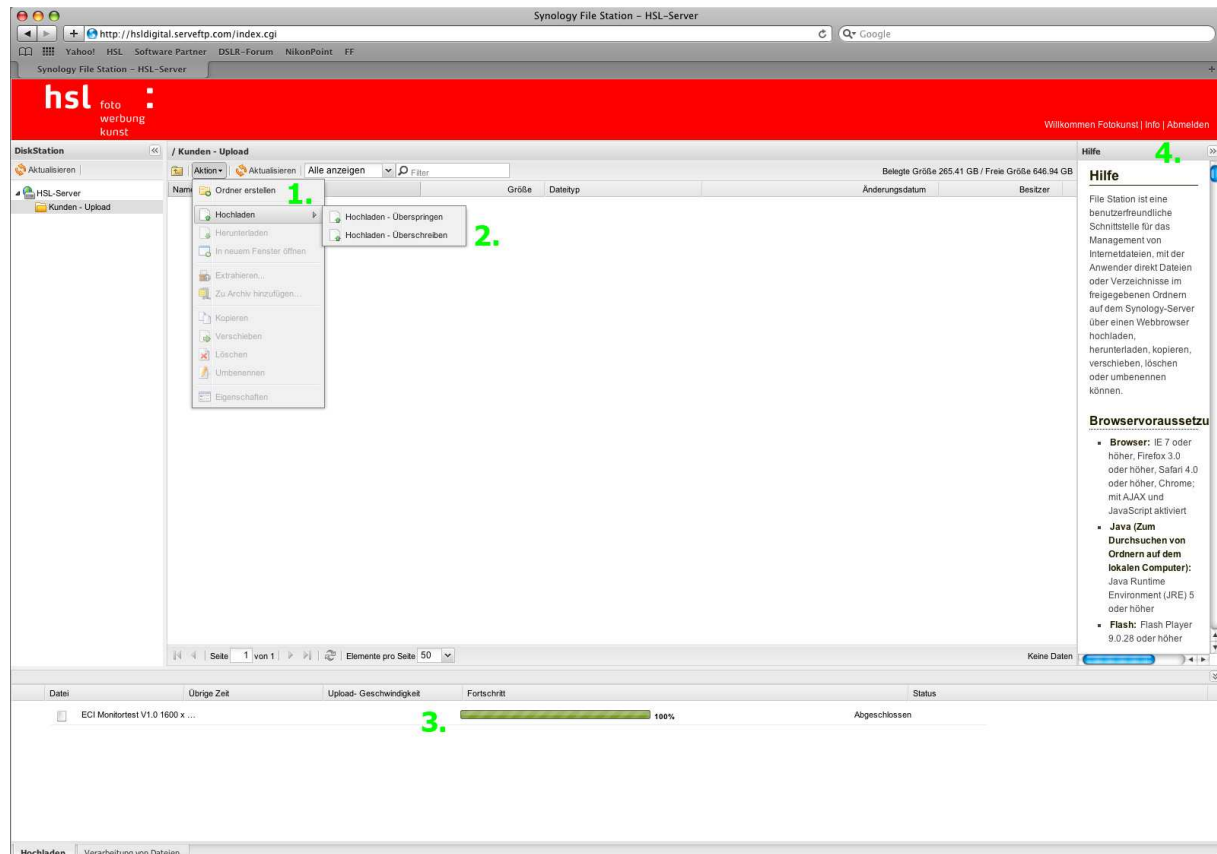 Synology File Station – HSL-Server
http://hsldigital.serveftp.com/index.cgi
Google
Yahoo! HSL Software Partner DSLR-Forum NikonPoint FF
Synology File Station – HSL-Server
hsl :
foto
werbung
kunst
Willkommen Fotokunst | Info | Abmelden
DiskStation
/ Kunden - Upload
Hilfe
4.
Aktualisieren
Aktion
Aktualisieren
Alle anzeigen
Filter
Belegte Größe 265.41 GB / Freie Größe 646.94 GB
HSL-Server
Kunden - Upload
Name
Größe
Dateityp
Änderungsdatum
Besitzer
Ordner erstellen
1.
Hochladen
Herunterladen
In neuem Fenster öffnen
Extrahieren...
Zu Archiv hinzufügen...
Kopieren
Verschieben
Löschen
Umbenennen
Eigenschaften
Hochladen - Überspringen
Hochladen - Überschreiben
2.
Hilfe
File Station ist eine
benutzerfreundliche
Schnittstelle für das
Management von
Internetdateien, mit der
Anwender direkt Dateien
oder Verzeichnisse im
freigegebenen Ordnern
auf dem Synology-Server
über einen Webbrowser
hochladen,
herunterladen, kopieren,
verschieben, löschen
oder umbenennen
können.
Browservoraussetzu
Browser: IE 7 oder
höher, Firefox 3.0
oder höher, Safari 4.0
oder höher, Chrome;
mit AJAX und
JavaScript aktiviert
Java (Zum
Durchsuchen von
Ordnern auf dem
lokalen Computer):
Java Runtime
Environment (JRE) 5
oder höher
Flash: Flash Player
9.0.28 oder höher
Seite 1 von 1
Elemente pro Seite 50
Keine Daten
Datei
Übrige Zeit
Upload- Geschwindigkeit
Fortschritt
Status
ECI Monitortest V1.0 1600 x ...
3.
100%
Abgeschlossen
Hochladen
Verarbeitung von Dateien